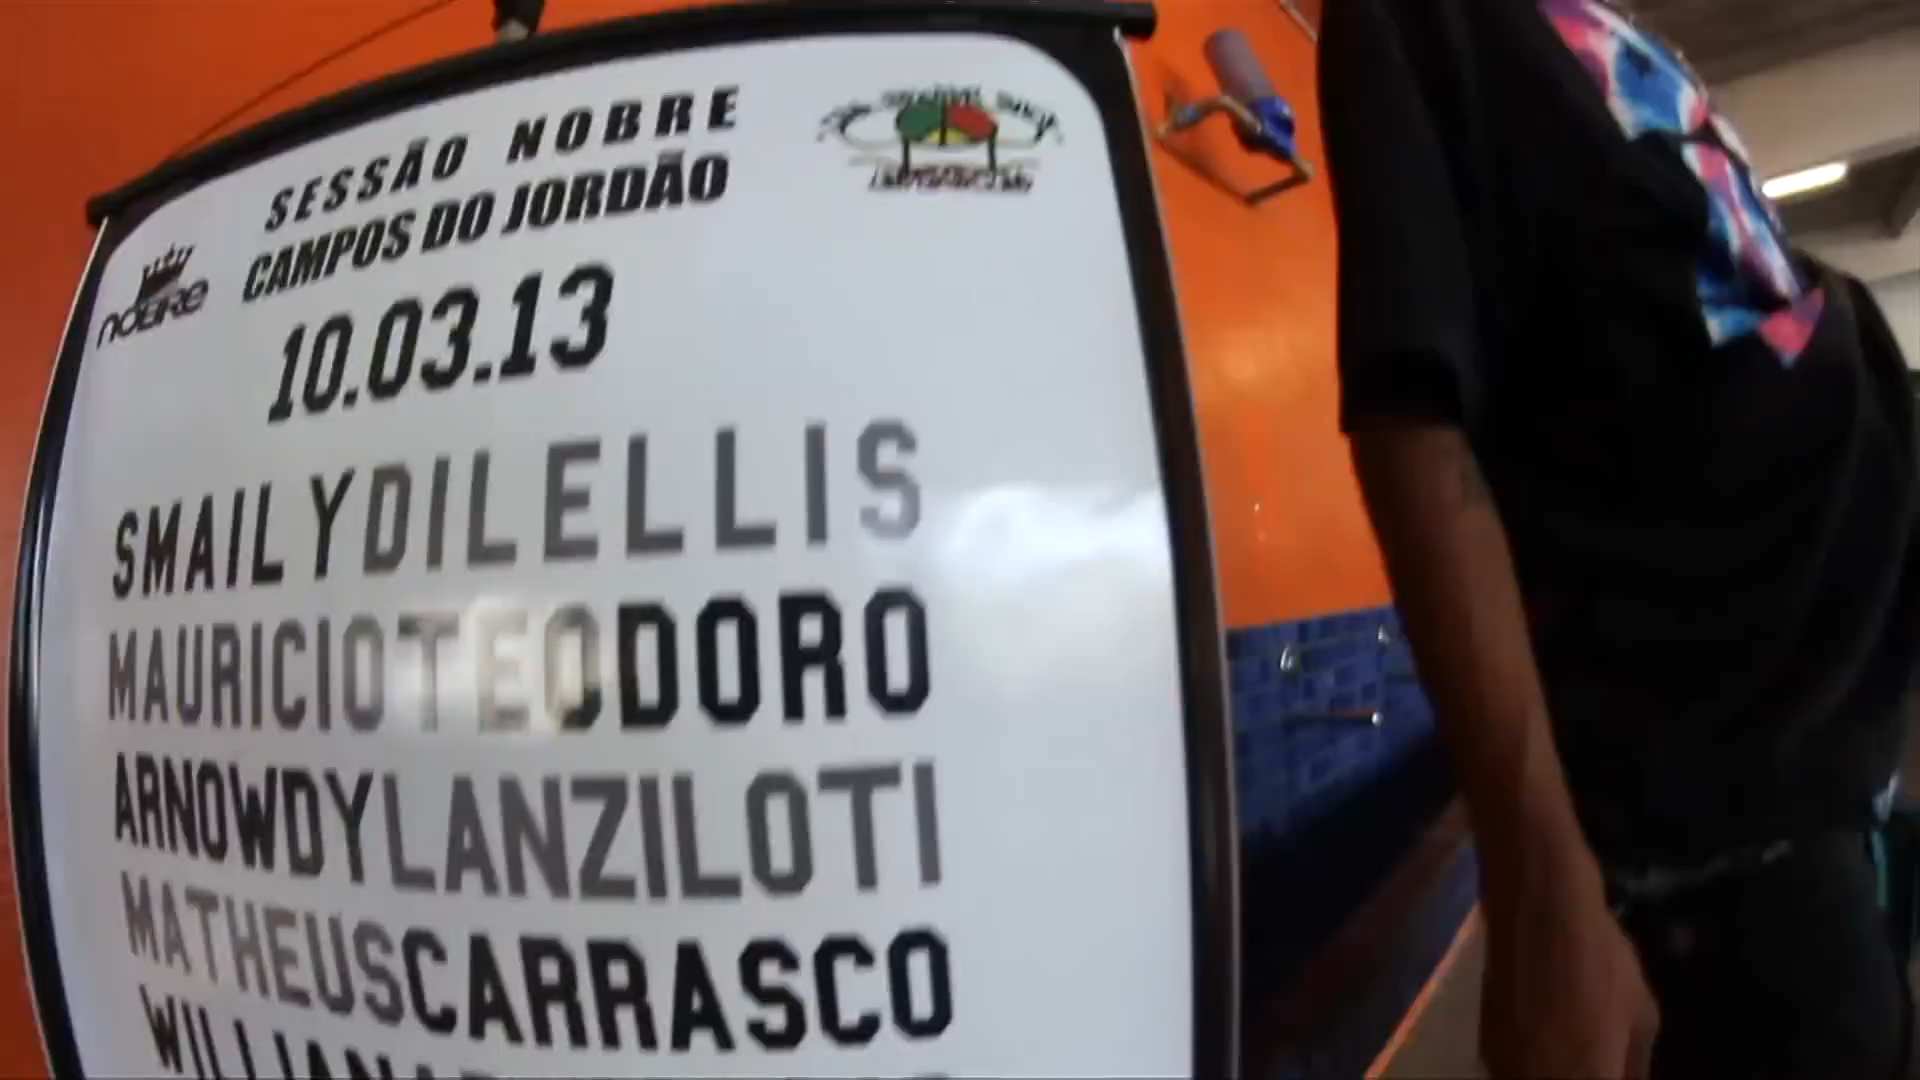 SESSÃO NOBRE
CAMPOS DO JORDÃO
NOBRE
10.03.13
SMAILYDILELLIS
MAURICIOTEODORO
ARNOWDYLANZILOTI
MATHEUSCARRASCO